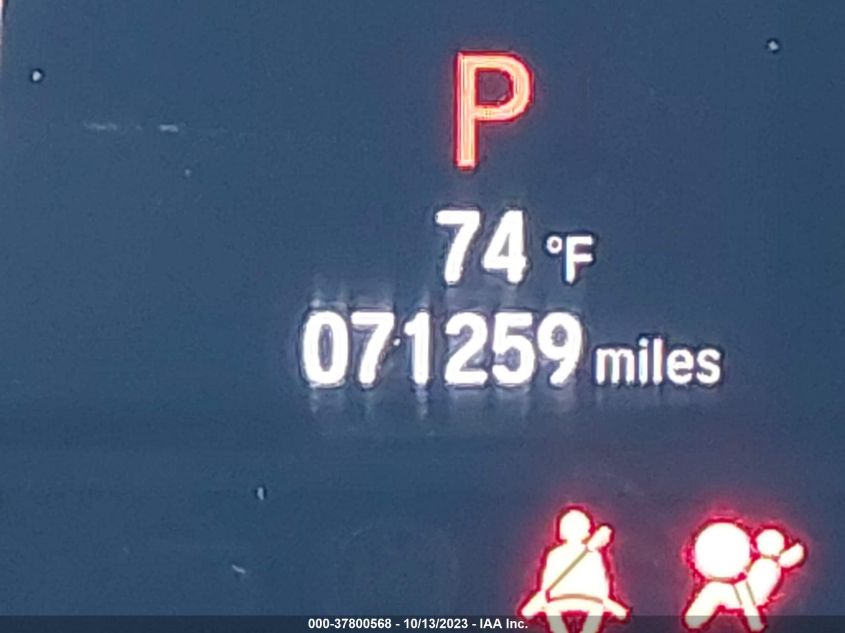 P
74 °F
071259 miles
000-37800568 - 10/13/2023 - IAA Inc.